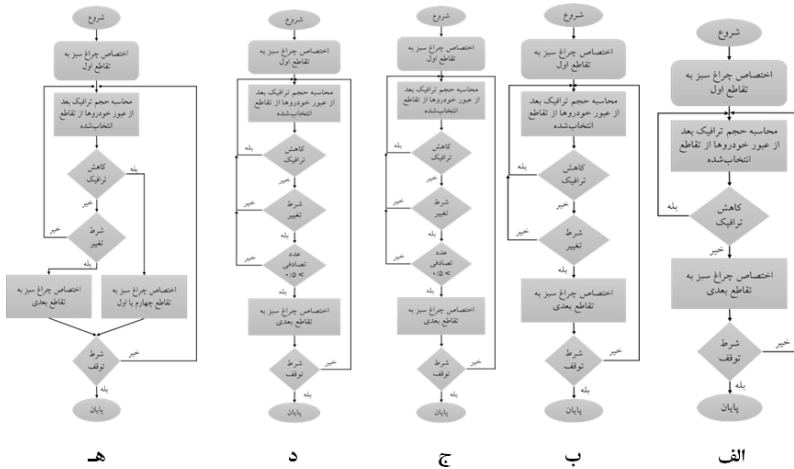 شروع
اختصاص چراغ سبز به
تقاطع اول
محاسبه حجم ترافیک بعد
از عبور خودروها از تقاطع
انتخاب‌شده
کاهش
ترافیک
بله
خیر
اختصاص چراغ سبز به
تقاطع بعدی
شرط
توقف
خیر
بله
پایان
الف
شروع
اختصاص چراغ سبز به
تقاطع اول
محاسبه حجم ترافیک بعد
از عبور خودروها از تقاطع
انتخاب‌شده
کاهش
ترافیک
بله
خیر
شرط
تغییر
خیر
بله
اختصاص چراغ سبز به
تقاطع بعدی
شرط
توقف
خیر
بله
پایان
ب
شروع
اختصاص چراغ سبز به
تقاطع اول
محاسبه حجم ترافیک بعد
از عبور خودروها از تقاطع
انتخاب‌شده
کاهش
ترافیک
بله
خیر
شرط
تغییر
خیر
بله
عدد
تصادفی
> ۰/۵
بله
اختصاص چراغ سبز به
تقاطع بعدی
شرط
توقف
خیر
بله
پایان
ج
شروع
اختصاص چراغ سبز به
تقاطع اول
محاسبه حجم ترافیک بعد
از عبور خودروها از تقاطع
انتخاب‌شده
کاهش
ترافیک
بله
خیر
شرط
تغییر
خیر
بله
عدد
تصادفی
> ۰/۵
بله
اختصاص چراغ سبز به
تقاطع بعدی
شرط
توقف
خیر
بله
پایان
د
شروع
اختصاص چراغ سبز به
تقاطع اول
محاسبه حجم ترافیک بعد
از عبور خودروها از تقاطع
انتخاب‌شده
کاهش
ترافیک
بله
خیر
شرط
تغییر
خیر
بله
اختصاص چراغ سبز به
تقاطع چهارم یا اول
اختصاص چراغ سبز به
تقاطع بعدی
شرط
توقف
خیر
بله
پایان
هـ